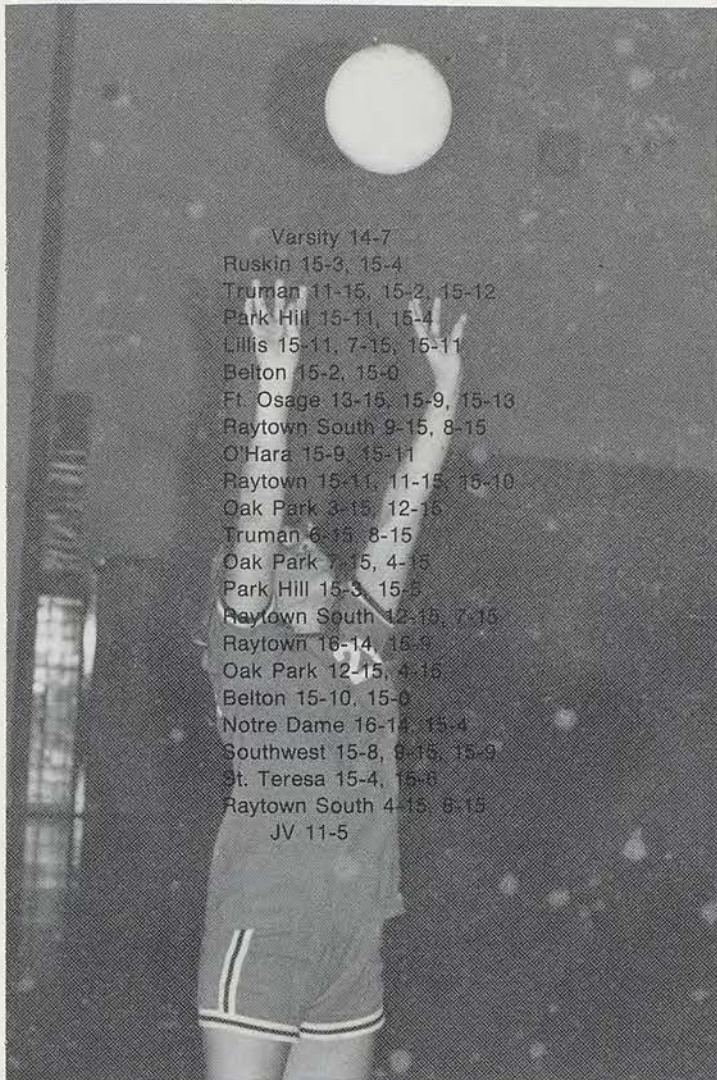 Varsity 14-7
Ruskin 15-3, 15-4
Truman 11-15, 15-2, 15-12
Park Hill 15-11, 15-4
Lillis 15-11, 7-15, 15-11
Belton 15-2, 15-0
Ft. Osage 13-15, 15-9, 15-13
Raytown South 9-15, 8-15
O'Hara 15-9, 15-11
Raytown 15-11, 11-15, 15-10
Oak Park 3-15, 12-15
Truman 6-15, 8-15
Oak Park 7-15, 4-15
Park Hill 15-3, 15-5
Raytown South 12-15, 7-15
Raytown 16-14, 15-9
Oak Park 12-15, 4-15
Belton 15-10, 15-0
Notre Dame 16-14, 15-4
Southwest 15-8, 9-15, 15-9
St. Teresa 15-4, 15-6
Raytown South 4-15, 6-15
JV 11-5